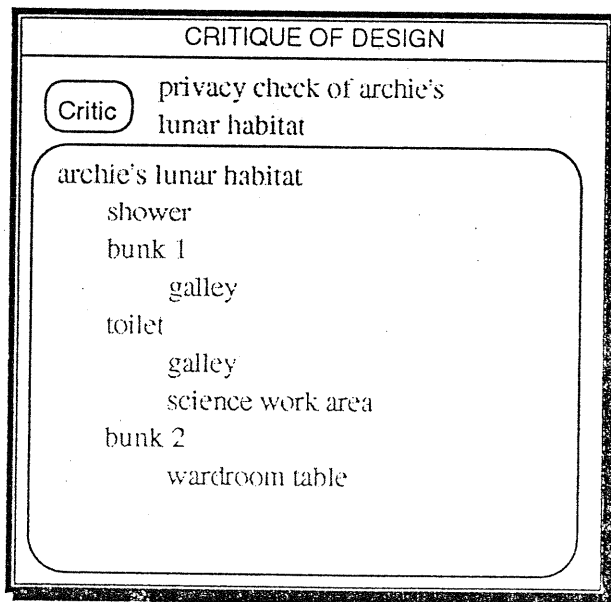 CRITIQUE OF DESIGN
Critic
privacy check of archie's
lunar habitat
archie's lunar habitat
shower
bunk 1
galley
toilet
galley
science work area
bunk 2
wardroom table